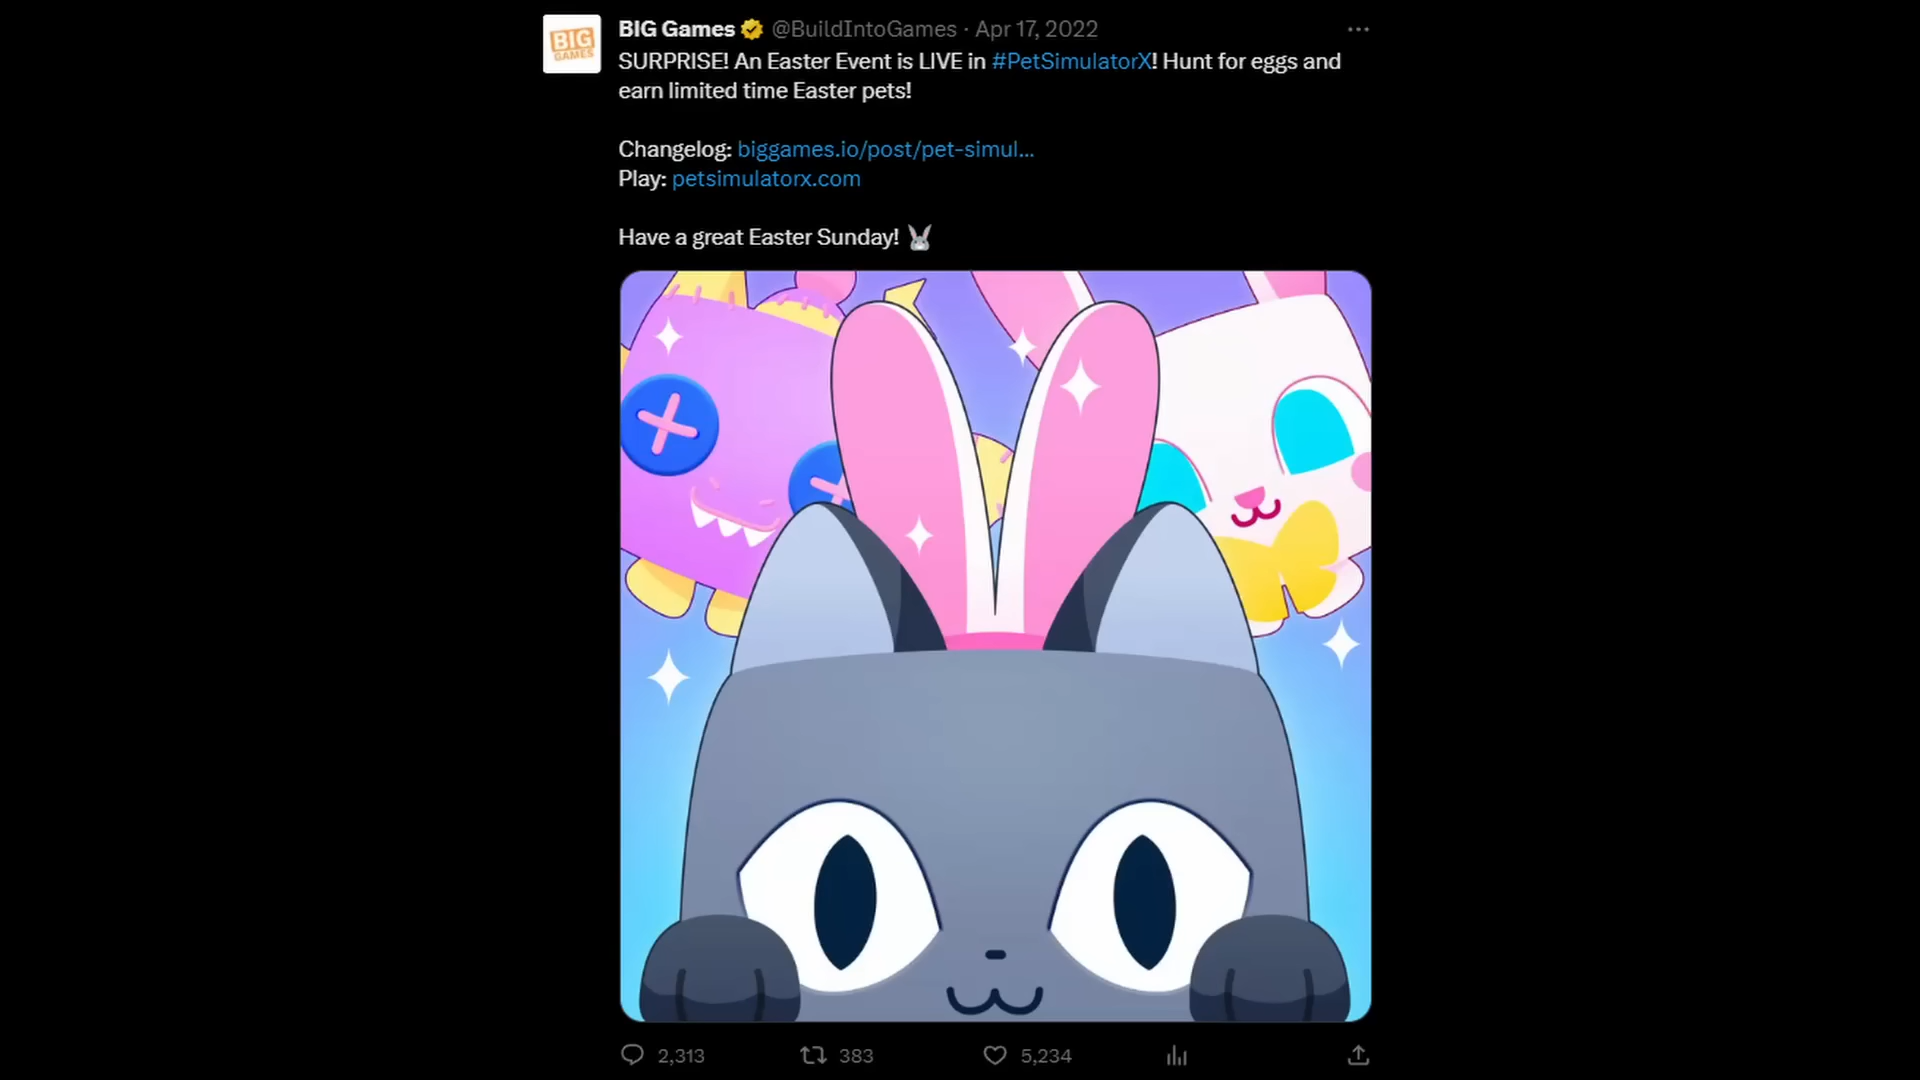 BIG GAMES
BIG Games @BuildIntoGames · Apr 17, 2022
SURPRISE! An Easter Event is LIVE in #PetSimulatorX! Hunt for eggs and
earn limited time Easter pets!
Changelog: biggames.io/post/pet-simul...
Play: petsimulatorx.com
Have a great Easter Sunday! 🐰
2,313 383 5,234